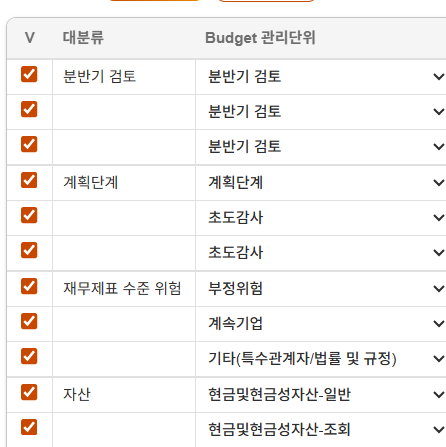 V 대분류 Budget 관리단위
분반기 검토 분반기 검토
분반기 검토
분반기 검토
계획단계 계획단계
초도감사
초도감사
재무제표 수준 위험 부정위험
계속기업
기타(특수관계자/법률 및 규정)
자산 현금및현금성자산-일반
현금및현금성자산-조회